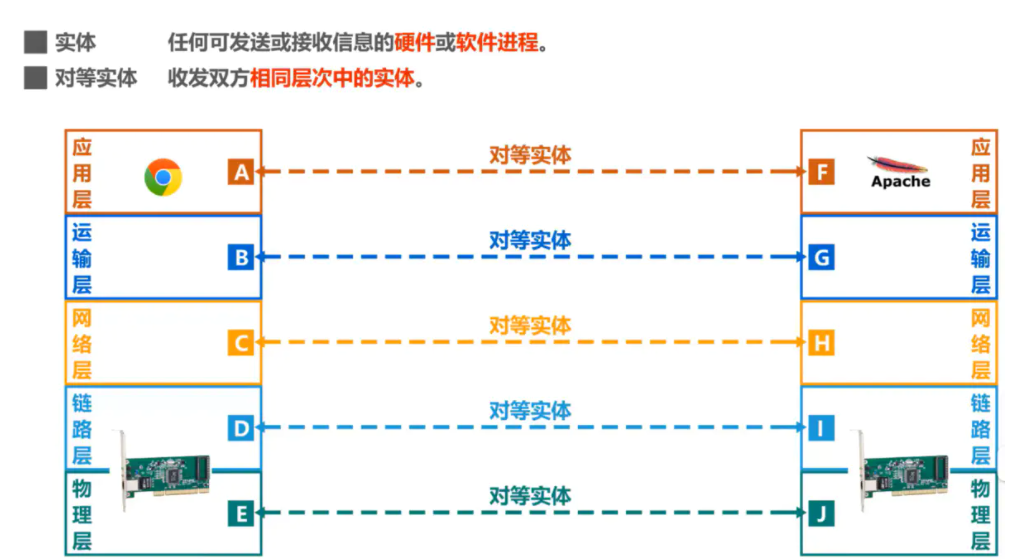 实体 任何可发送或接收信息的硬件或软件进程。
对等实体 收发双方相同层次中的实体。
应用层 A 对等实体 F Apache 应用层
运输层 B 对等实体 G 运输层
网络层 C 对等实体 H 网络层
链路层 D 对等实体 I 链路层
物理层 E 对等实体 J 物理层